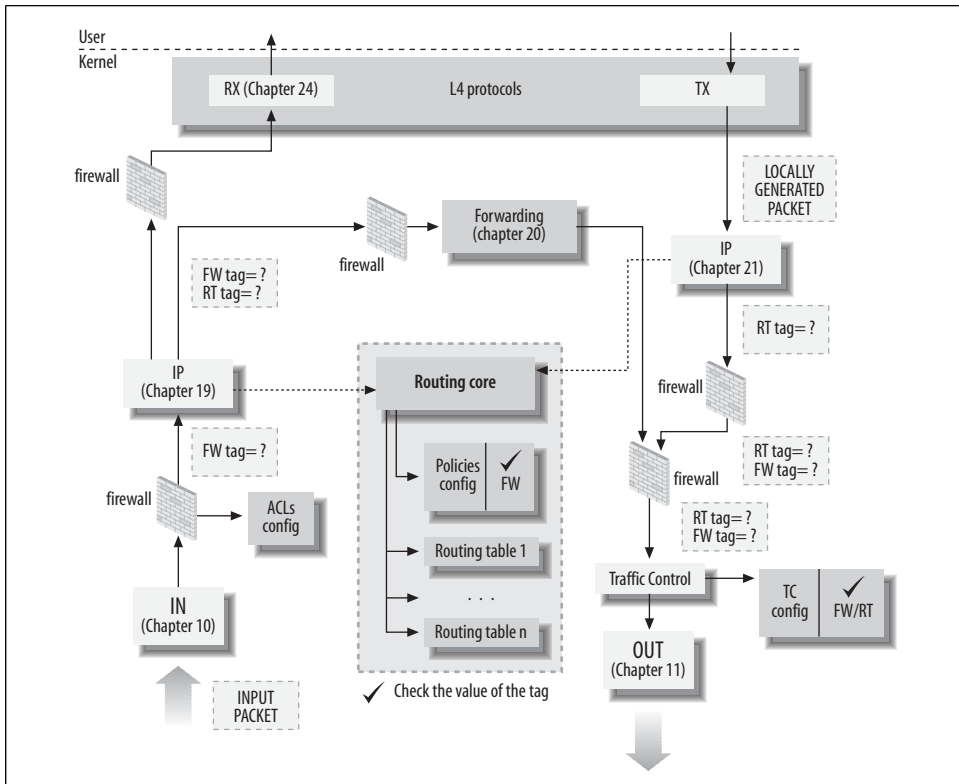 User
Kernel
RX (Chapter 24)
L4 protocols
TX
firewall
LOCALLY
GENERATED
PACKET
firewall
Forwarding
(chapter 20)
IP
(Chapter 21)
FW tag= ?
RT tag= ?
RT tag= ?
IP
(Chapter 19)
Routing core
firewall
FW tag= ?
Policies
config
FW
RT tag= ?
FW tag= ?
firewall
firewall
ACLs
config
RT tag= ?
FW tag= ?
Routing table 1
Traffic Control
TC
config
FW/RT
IN
(Chapter 10)
. . .
Routing table n
OUT
(Chapter 11)
INPUT
PACKET
Check the value of the tag